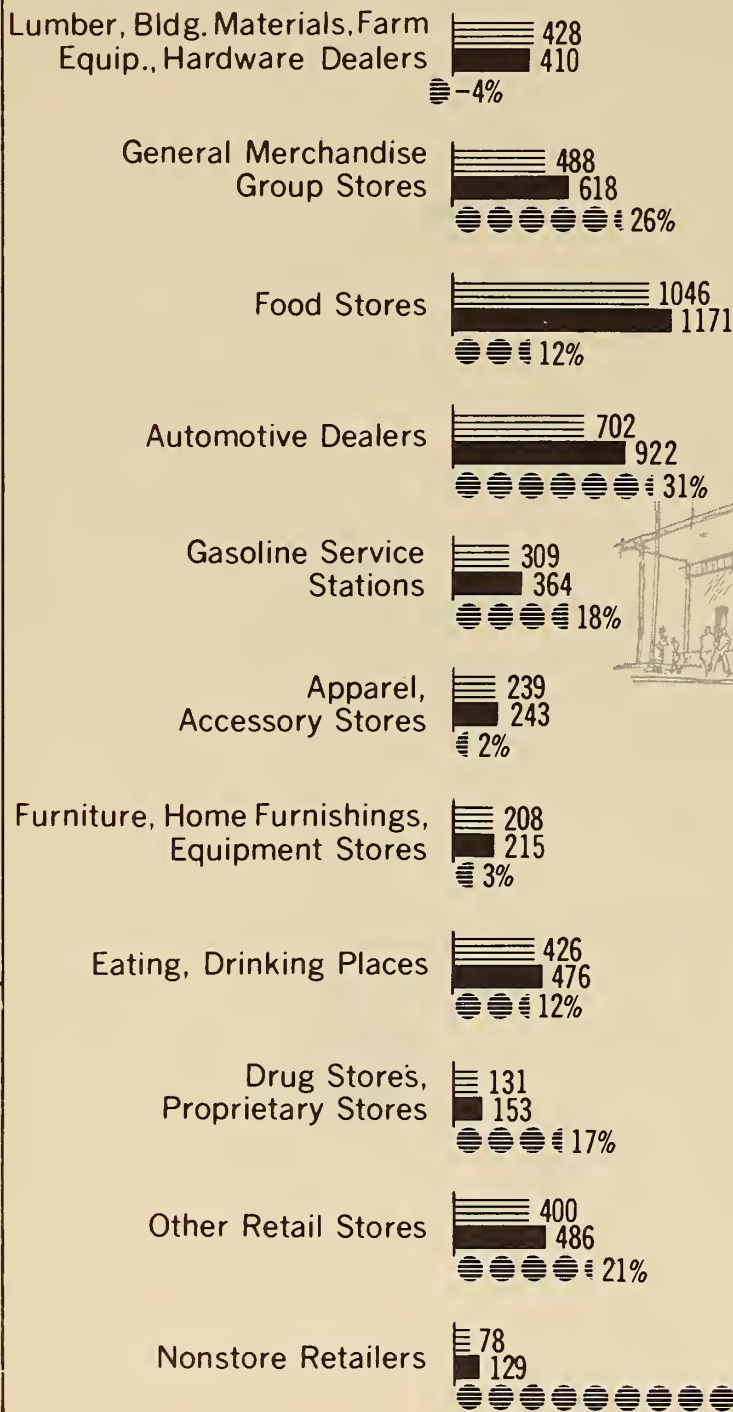 Lumber, Bldg. Materials, Farm
Equip., Hardware Dealers
428
410
-4%
General Merchandise
Group Stores
488
618
26%
Food Stores
1046
1171
12%
Automotive Dealers
702
922
31%
Gasoline Service
Stations
309
364
18%
Apparel,
Accessory Stores
239
243
2%
Furniture, Home Furnishings,
Equipment Stores
208
215
3%
Eating, Drinking Places
426
476
12%
Drug Stores,
Proprietary Stores
131
153
17%
Other Retail Stores
400
486
21%
Nonstore Retailers
78
129